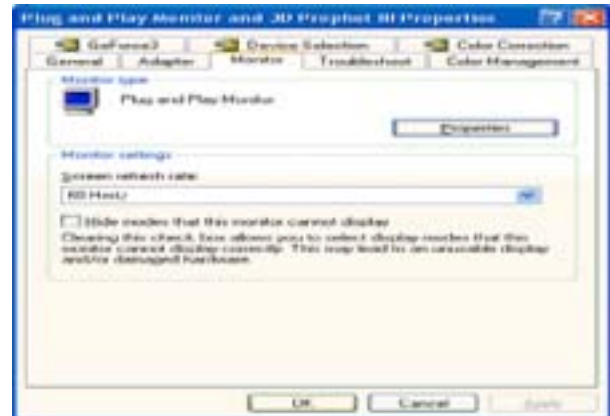 Plug and Play Monitor and 3D Prophet III Properties
GeForce3
Device Selection
Color Correction
General
Adapter
Monitor
Troubleshoot
Color Management
Monitor type
Plug and Play Monitor
Properties
Monitor settings
Screen refresh rate:
Hertz
Hide modes that this monitor cannot display
Clearing this check box allows you to select display modes that this
monitor cannot display correctly. This may lead to an unusable display
and/or damaged hardware.
OK
Cancel
Apply